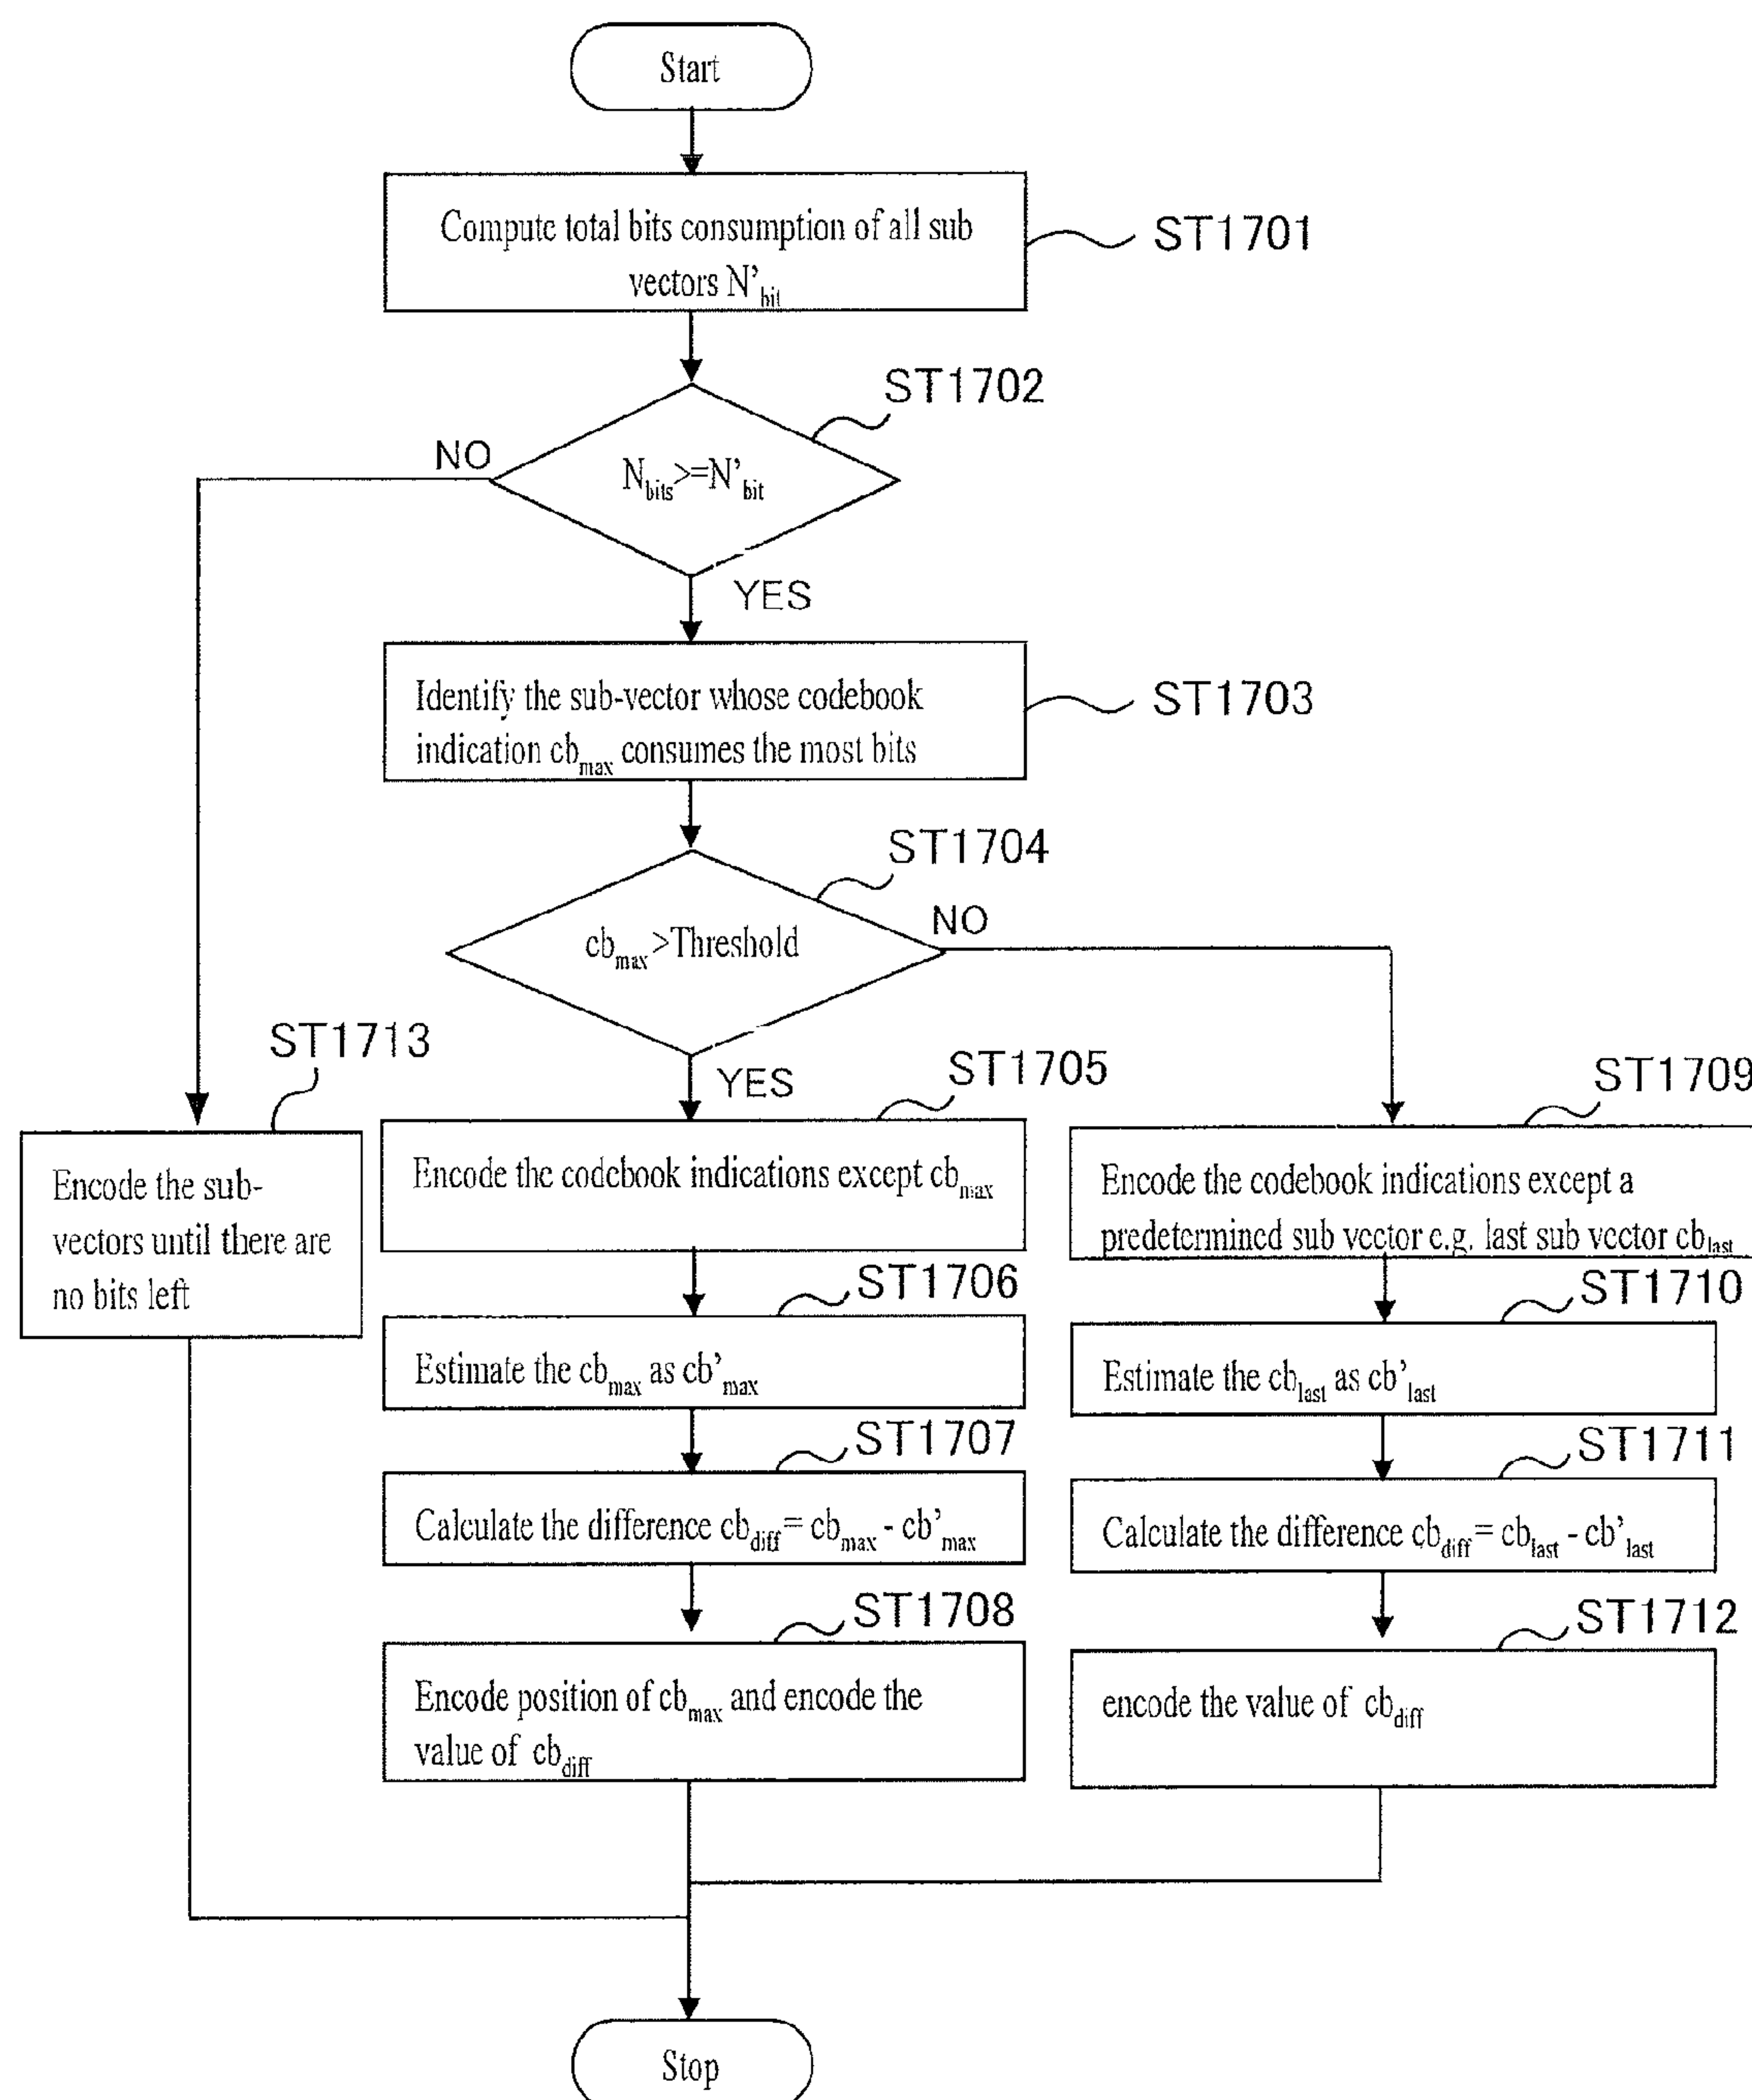 Start
Compute total bits consumption of all sub
vectors N'bit
ST1701
ST1702
NO
Nbits>=N'bit
YES
Identify the sub-vector whose codebook
indication cbmax consumes the most bits
ST1703
ST1704
cbmax>Threshold
NO
YES
ST1713
Encode the sub-
vectors until there are
no bits left
ST1705
Encode the codebook indications except cbmax
ST1709
Encode the codebook indications except a
predetermined sub vector e.g. last sub vector cblast
ST1706
Estimate the cbmax as cb'max
ST1710
Estimate the cblast as cb'last
ST1707
Calculate the difference cbdiff= cbmax - cb'max
ST1711
Calculate the difference cbdiff= cblast - cb'last
ST1708
Encode position of cbmax and encode the
value of cbdiff
ST1712
encode the value of cbdiff
Stop